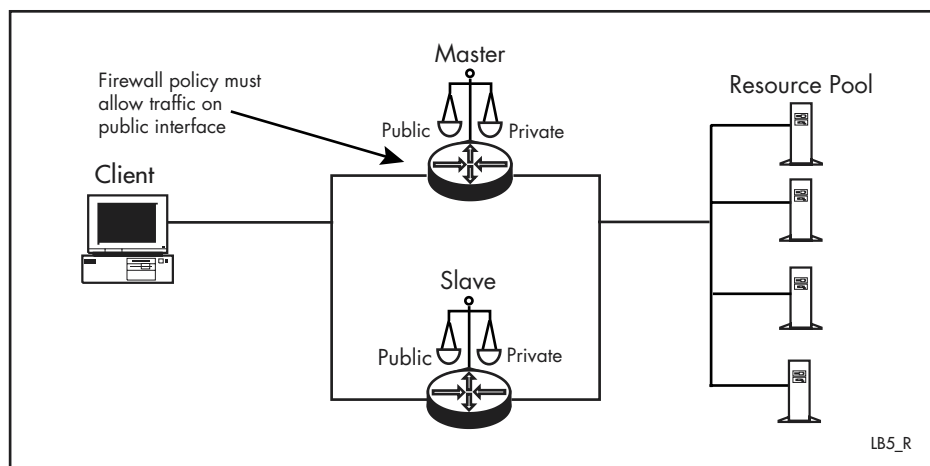 Master
Firewall policy must
allow traffic on
public interface
Resource Pool
Public
Private
Client
Slave
Public
Private
LB5_R